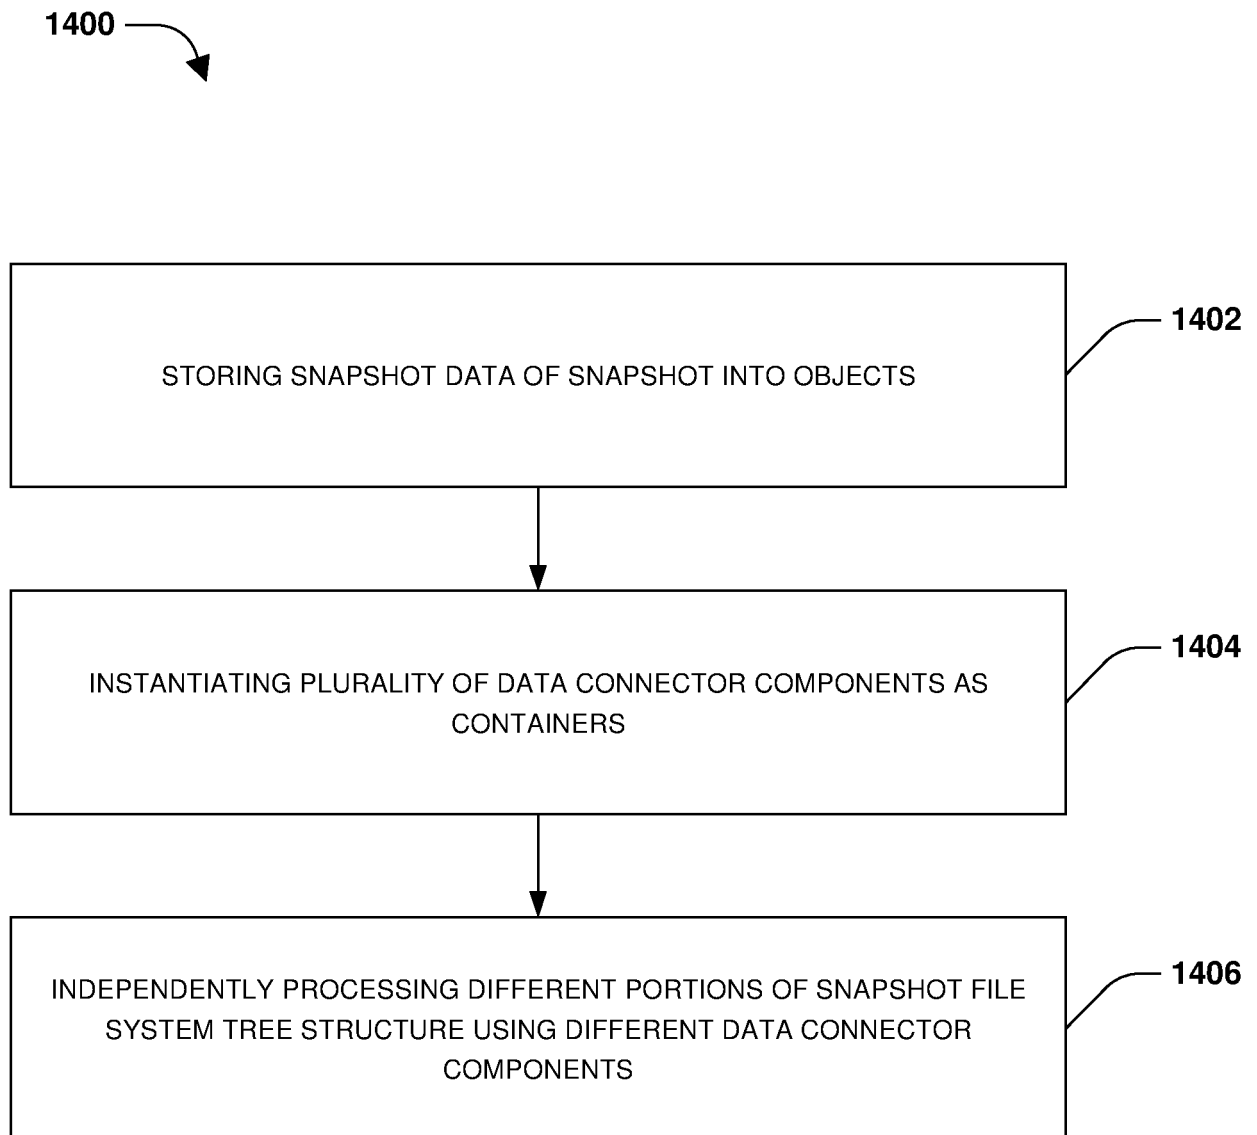 1400
STORING SNAPSHOT DATA OF SNAPSHOT INTO OBJECTS
1402
INSTANTIATING PLURALITY OF DATA CONNECTOR COMPONENTS AS
CONTAINERS
1404
INDEPENDENTLY PROCESSING DIFFERENT PORTIONS OF SNAPSHOT FILE
SYSTEM TREE STRUCTURE USING DIFFERENT DATA CONNECTOR
COMPONENTS
1406